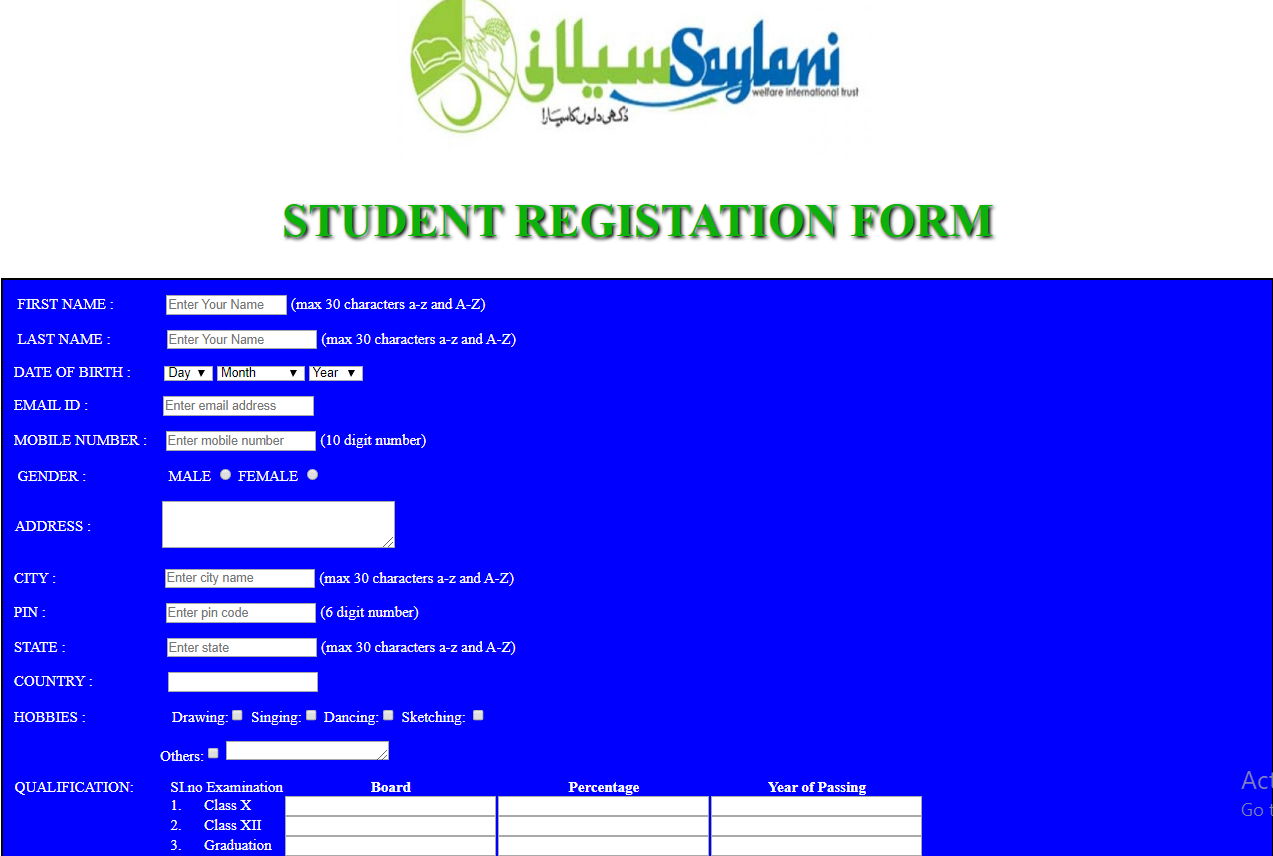 سیلانی Saylani
welfare international trust
دُکھی دلوں کا سہارا
STUDENT REGISTATION FORM
FIRST NAME : Enter Your Name (max 30 characters a-z and A-Z)
LAST NAME : Enter Your Name (max 30 characters a-z and A-Z)
DATE OF BIRTH : Day ▼ Month ▼ Year ▼
EMAIL ID : Enter email address
MOBILE NUMBER : Enter mobile number (10 digit number)
GENDER : MALE FEMALE
ADDRESS :
CITY : Enter city name (max 30 characters a-z and A-Z)
PIN : Enter pin code (6 digit number)
STATE : Enter state (max 30 characters a-z and A-Z)
COUNTRY :
HOBBIES : Drawing: Singing: Dancing: Sketching:
Others:
QUALIFICATION: SI.no Examination Board Percentage Year of Passing
1. Class X
2. Class XII
3. Graduation
Act
Go t